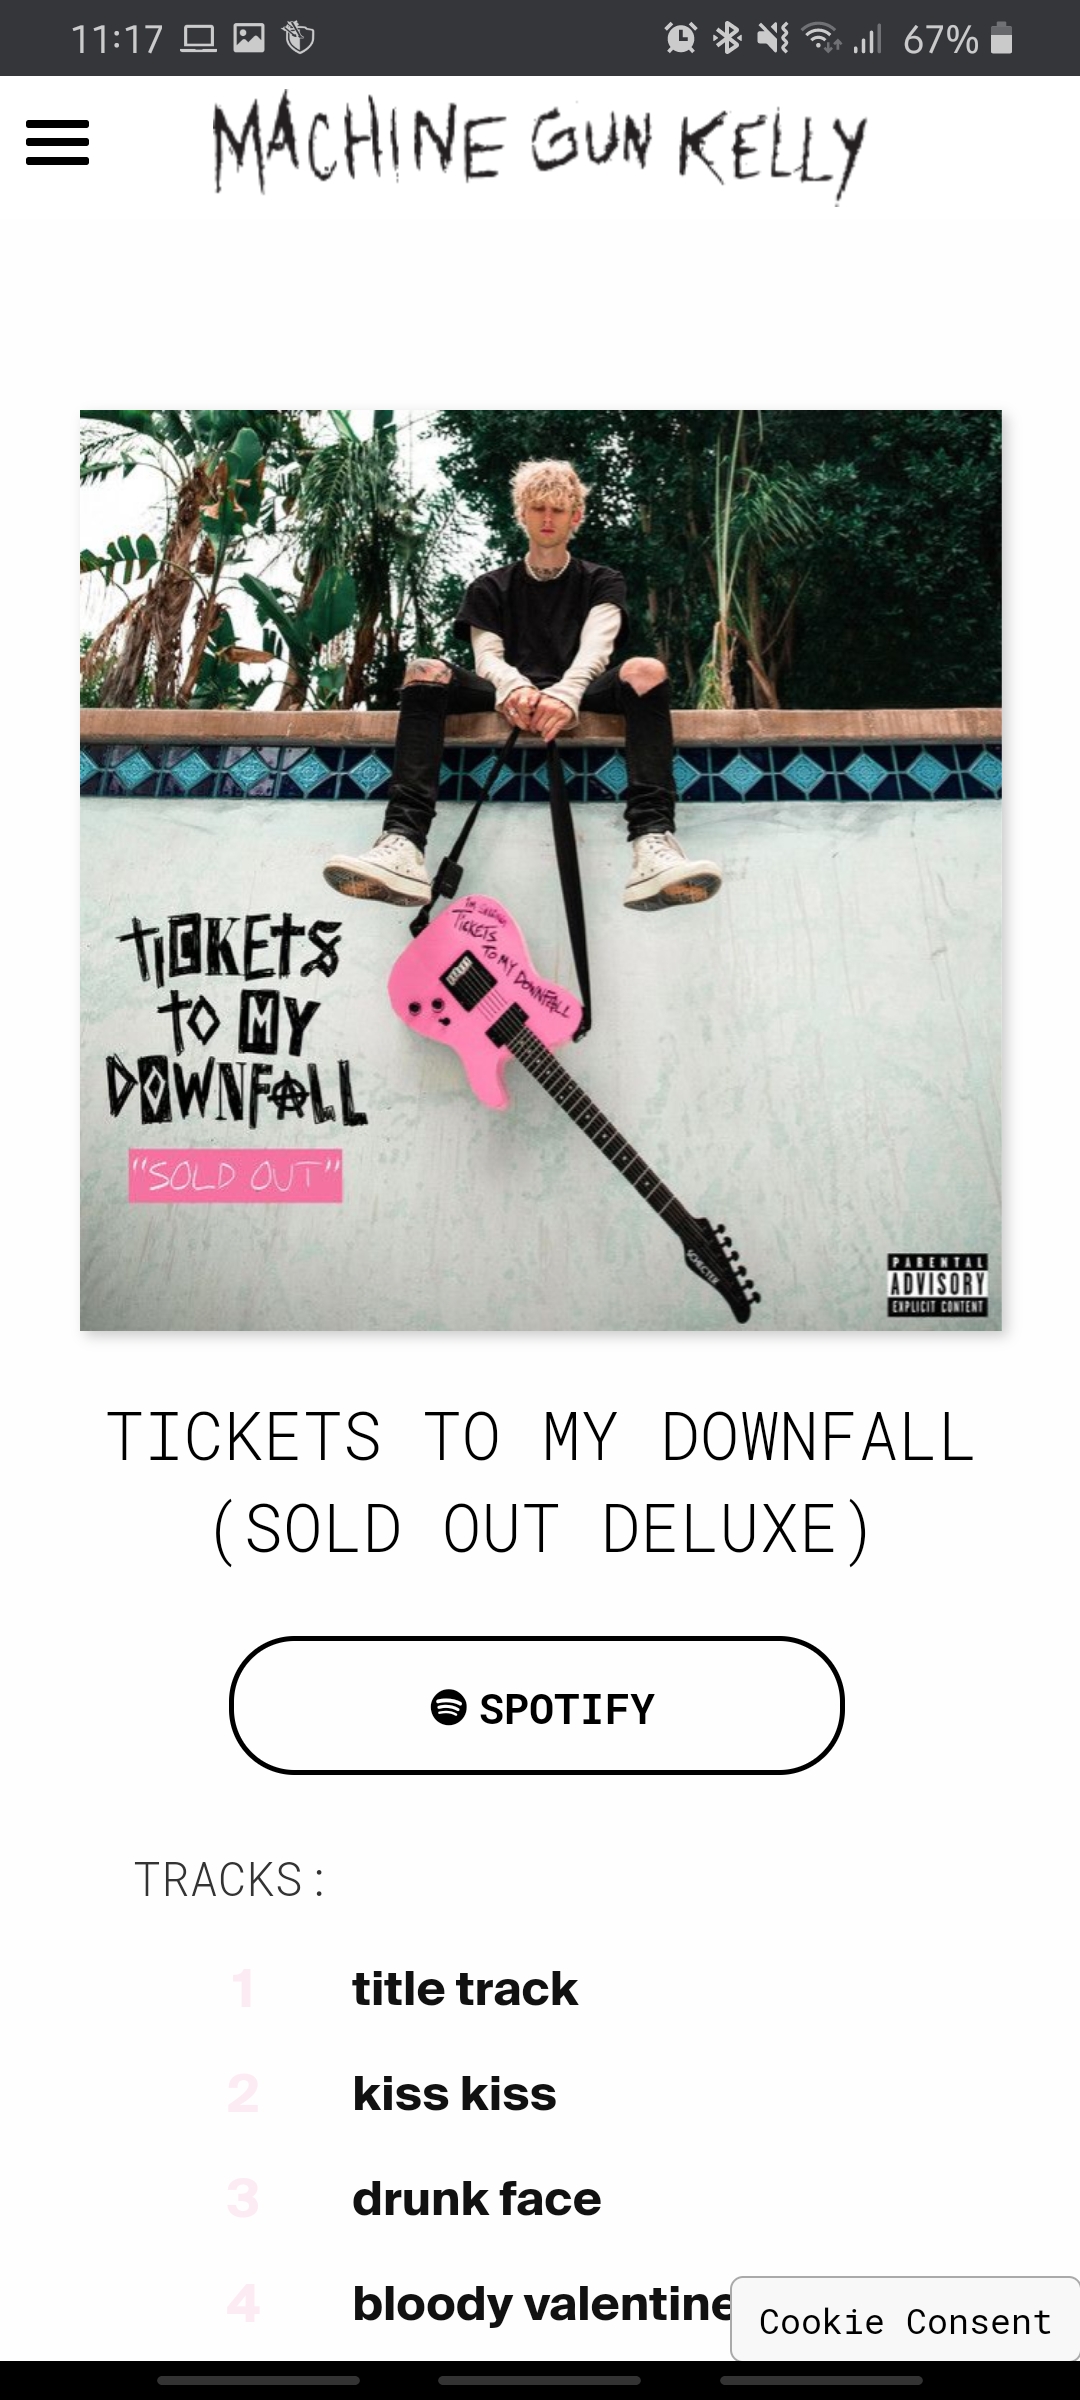 11:17
67%
MACHINE GUN KELLY
I'm selling
TICKETS
TO MY DOWNFALL
TICKETS
TO MY
DOWNFALL
"SOLD OUT"
SCHECTER
PARENTAL
ADVISORY
EXPLICIT CONTENT
TICKETS TO MY DOWNFALL
(SOLD OUT DELUXE)
SPOTIFY
TRACKS:
1 title track
2 kiss kiss
3 drunk face
4 bloody valentine
Cookie Consent